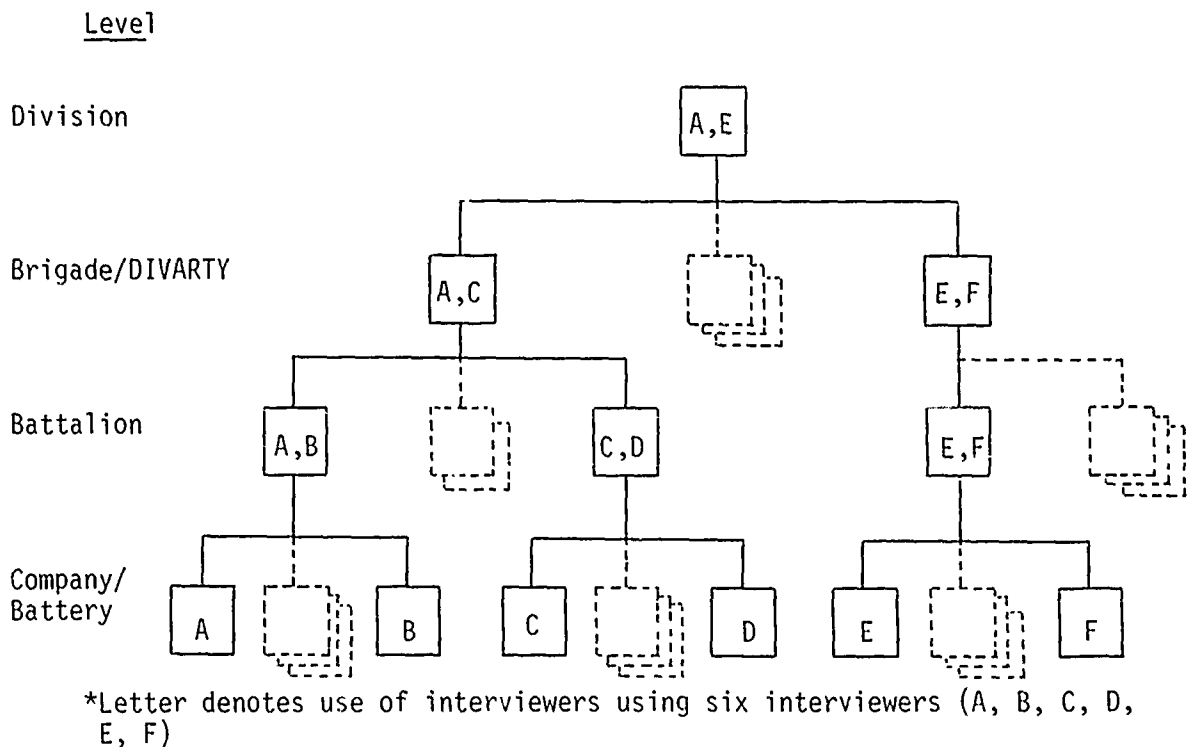 Level
Division
A,E
Brigade/DIVARTY
A,C
E,F
Battalion
A,B
C,D
E,F
Company/
Battery
A
B
C
D
E
F
*Letter denotes use of interviewers using six interviewers (A, B, C, D,
E, F)